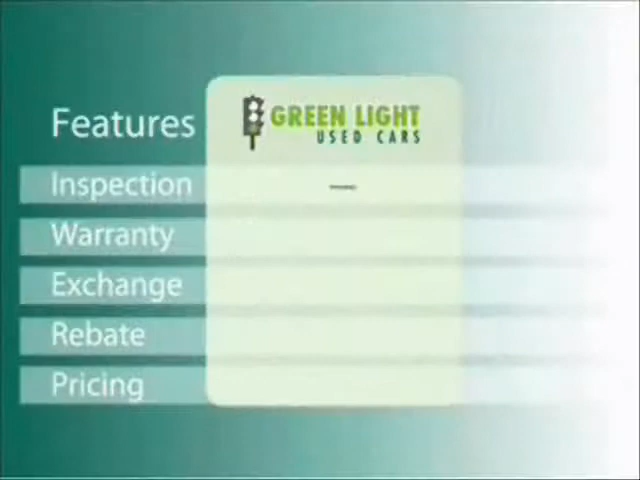 Features
GREEN LIGHT
USED CARS
Inspection
Warranty
Exchange
Rebate
Pricing